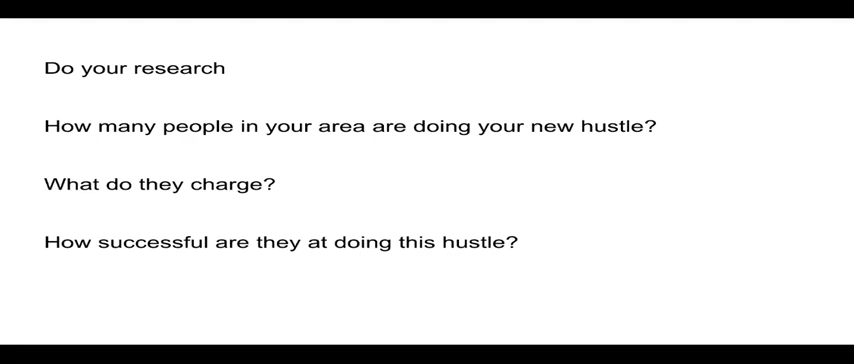 Do your research
How many people in your area are doing your new hustle?
What do they charge?
How successful are they at doing this hustle?